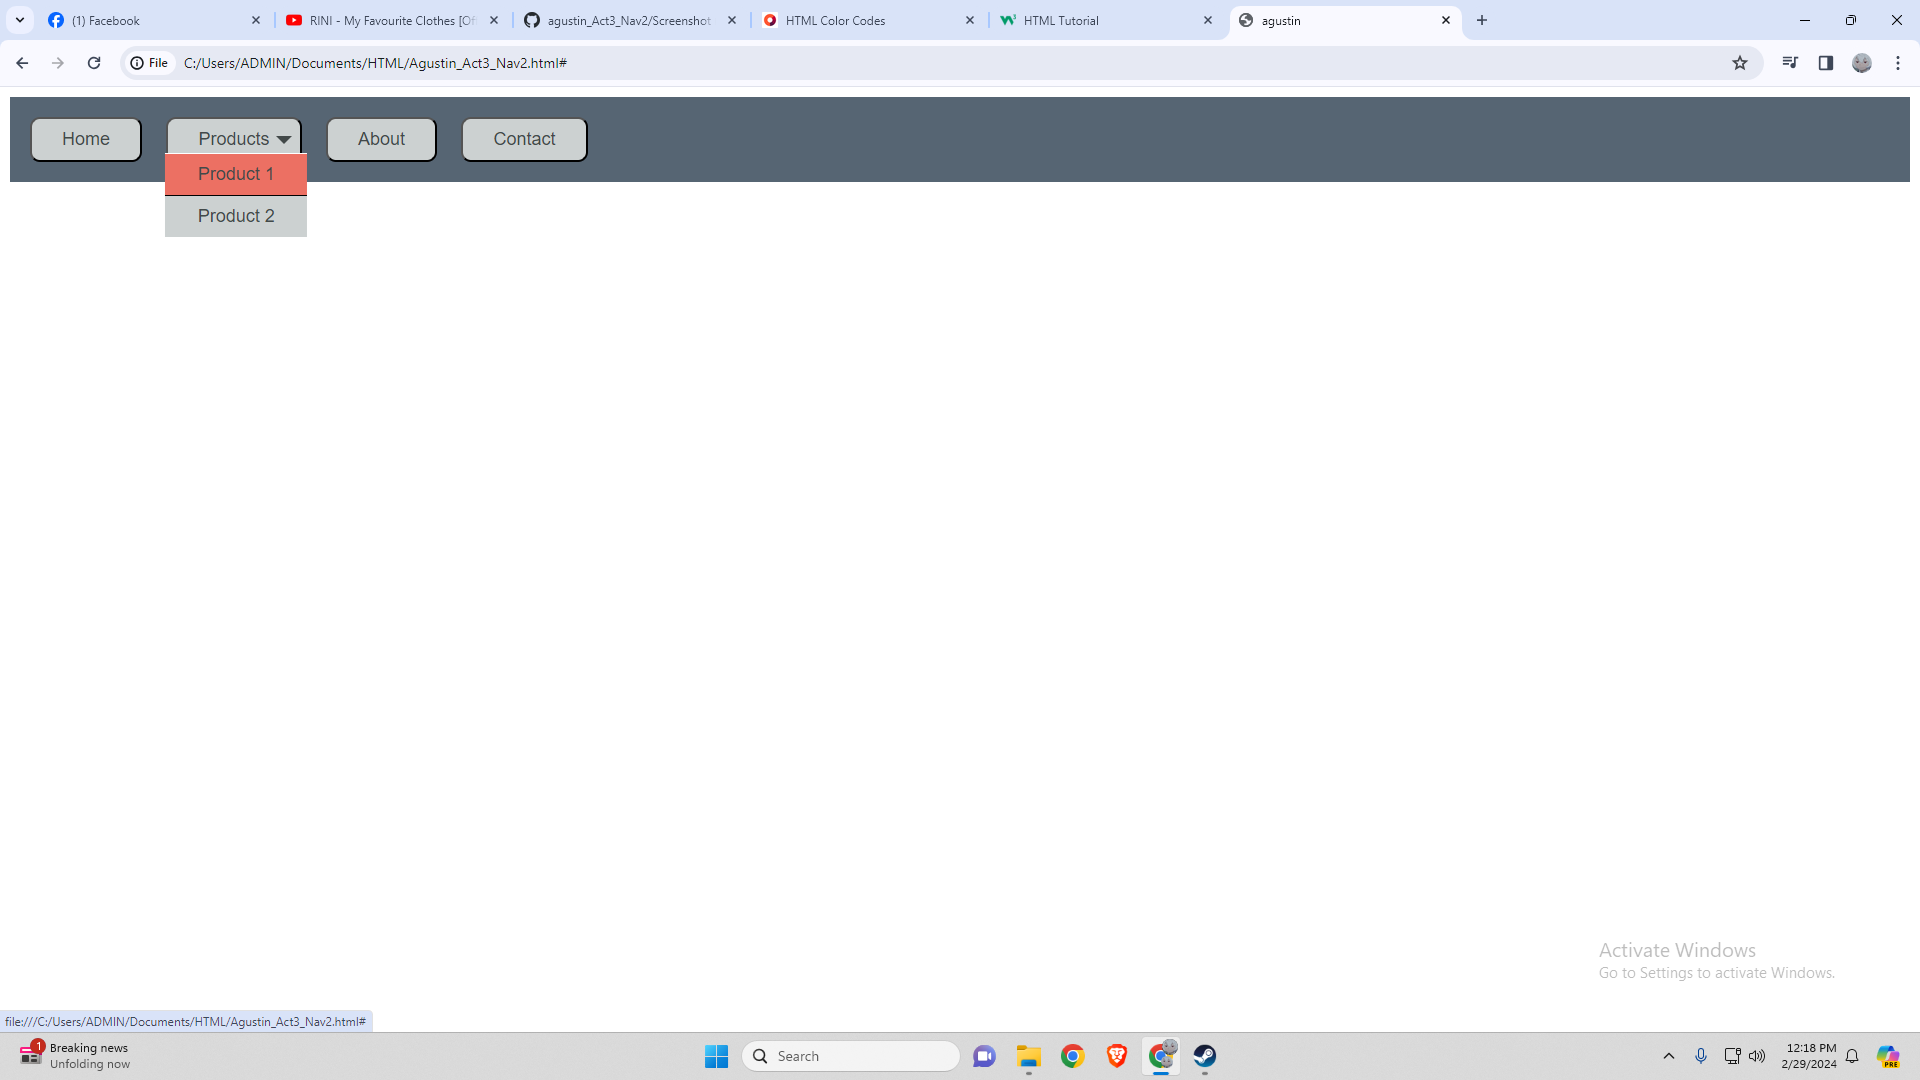 (1) Facebook
RINI - My Favourite Clothes [Of
agustin_Act3_Nav2/Screenshot
HTML Color Codes
HTML Tutorial
agustin
File
C:/Users/ADMIN/Documents/HTML/Agustin_Act3_Nav2.html#
Home
Products
About
Contact
Product 1
Product 2
Activate Windows
Go to Settings to activate Windows.
file:///C:/Users/ADMIN/Documents/HTML/Agustin_Act3_Nav2.html#
1
Breaking news
Unfolding now
Search
12:18 PM
2/29/2024
PRE